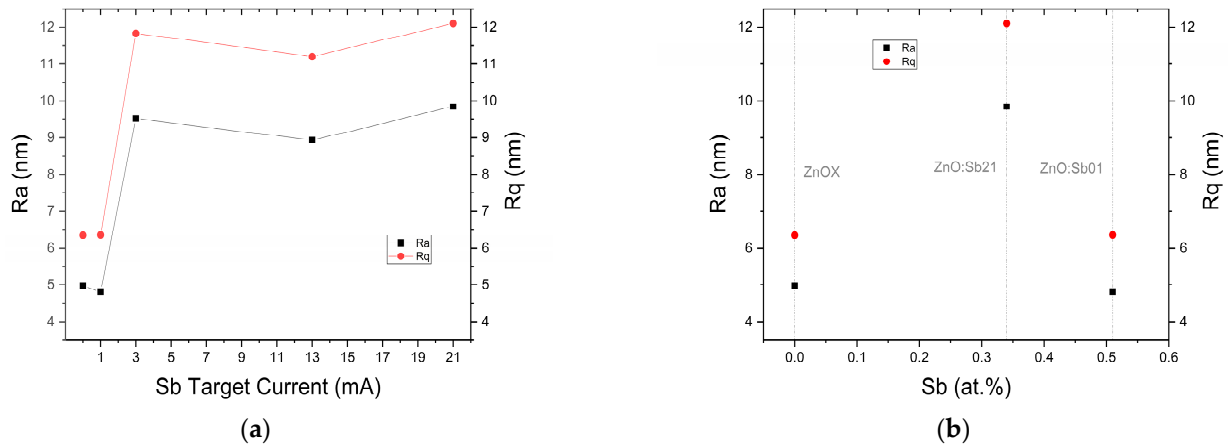 12
11
10
9
8
7
6
5
4
Ra (nm)
12
11
10
9
8
7
6
5
4
Rq (nm)
Ra
Rq
1 3 5 7 9 11 13 15 17 19 21
Sb Target Current (mA)
(a)
12
10
8
6
4
Ra (nm)
12
11
10
9
8
7
6
5
4
Rq (nm)
Ra
Rq
ZnOX
ZnO:Sb21
ZnO:Sb01
0.0 0.1 0.2 0.3 0.4 0.5 0.6
Sb (at.%)
(b)